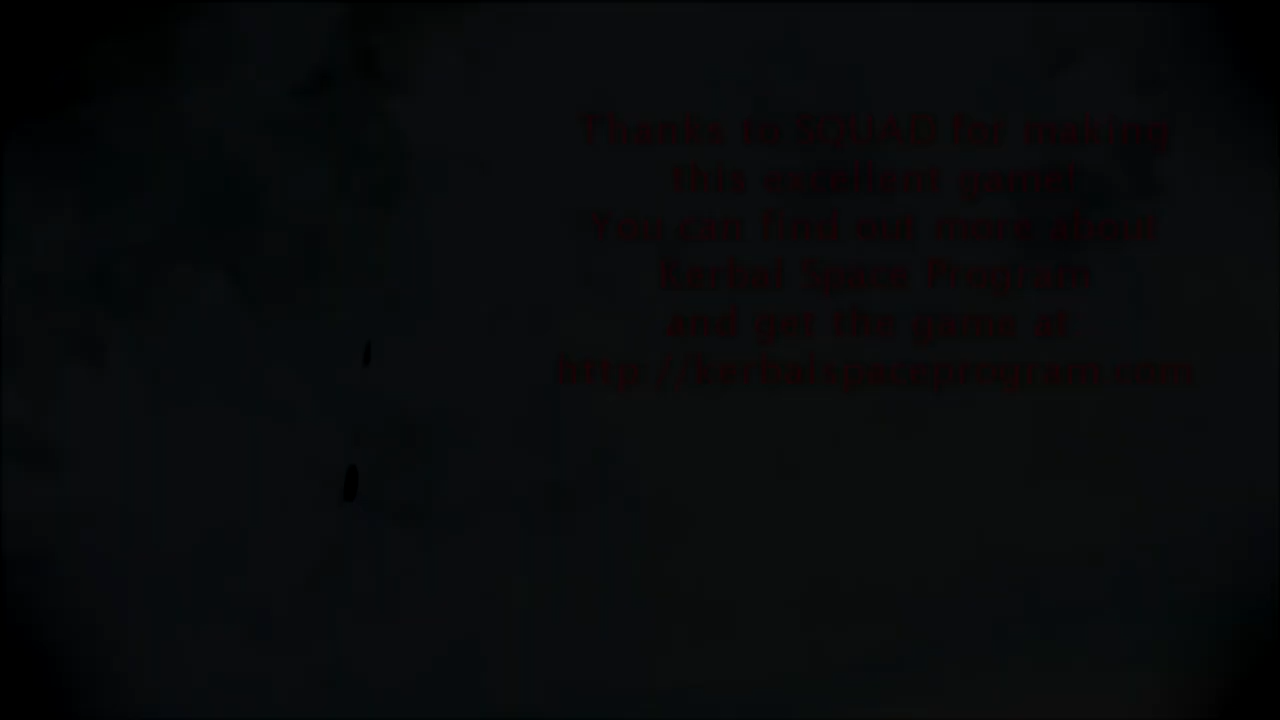 Thanks to SQUAD for making
this excellent game!
You can find out more about
Kerbal Space Program
and get the game at
http://kerbalspaceprogram.com